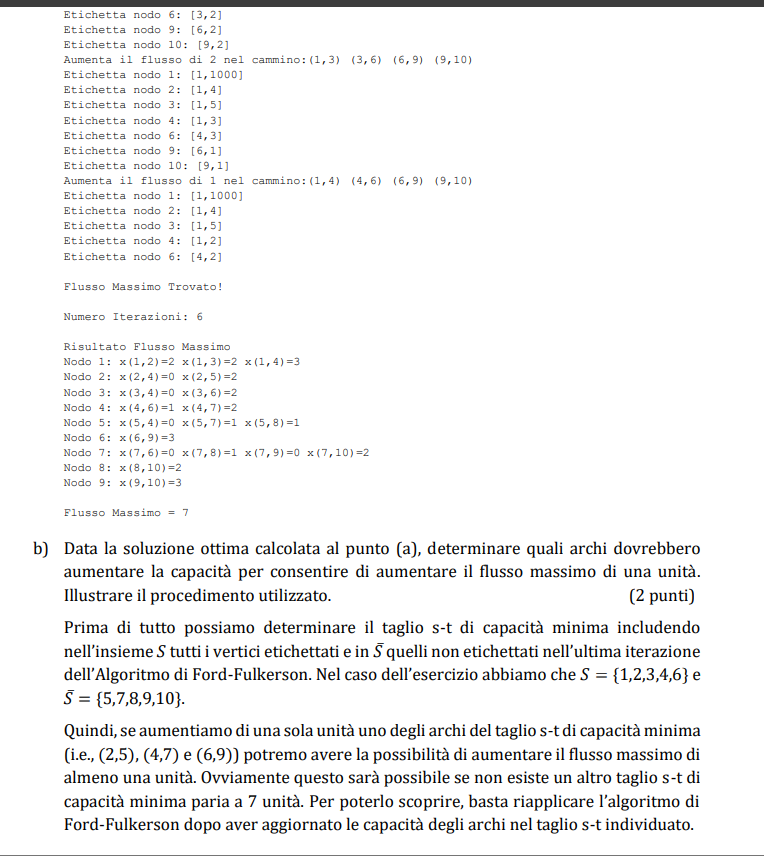 Etichetta nodo 6: [3,2]
Etichetta nodo 9: [6,2]
Etichetta nodo 10: [9,2]
Aumenta il flusso di 2 nel cammino:(1,3) (3,6) (6,9) (9,10)
Etichetta nodo 1: [1,1000]
Etichetta nodo 2: [1,4]
Etichetta nodo 3: [1,5]
Etichetta nodo 4: [1,3]
Etichetta nodo 6: [4,3]
Etichetta nodo 9: [6,1]
Etichetta nodo 10: [9,1]
Aumenta il flusso di 1 nel cammino:(1,4) (4,6) (6,9) (9,10)
Etichetta nodo 1: [1,1000]
Etichetta nodo 2: [1,4]
Etichetta nodo 3: [1,5]
Etichetta nodo 4: [1,2]
Etichetta nodo 6: [4,2]
Flusso Massimo Trovato!
Numero Iterazioni: 6
Risultato Flusso Massimo
Nodo 1: x(1,2)=2 x(1,3)=2 x(1,4)=3
Nodo 2: x(2,4)=0 x(2,5)=2
Nodo 3: x(3,4)=0 x(3,6)=2
Nodo 4: x(4,6)=1 x(4,7)=2
Nodo 5: x(5,4)=0 x(5,7)=1 x(5,8)=1
Nodo 6: x(6,9)=3
Nodo 7: x(7,6)=0 x(7,8)=1 x(7,9)=0 x(7,10)=2
Nodo 8: x(8,10)=2
Nodo 9: x(9,10)=3
Flusso Massimo = 7
b) Data la soluzione ottima calcolata al punto (a), determinare quali archi dovrebbero
aumentare la capacità per consentire di aumentare il flusso massimo di una unità.
Illustrare il procedimento utilizzato. (2 punti)
Prima di tutto possiamo determinare il taglio s-t di capacità minima includendo
nell'insieme S tutti i vertici etichettati e in S̄ quelli non etichettati nell'ultima iterazione
dell'Algoritmo di Ford-Fulkerson. Nel caso dell'esercizio abbiamo che S = {1,2,3,4,6} e
S̄ = {5,7,8,9,10}.
Quindi, se aumentiamo di una sola unità uno degli archi del taglio s-t di capacità minima
(i.e., (2,5), (4,7) e (6,9)) potremo avere la possibilità di aumentare il flusso massimo di
almeno una unità. Ovviamente questo sarà possibile se non esiste un altro taglio s-t di
capacità minima paria a 7 unità. Per poterlo scoprire, basta riapplicare l'algoritmo di
Ford-Fulkerson dopo aver aggiornato le capacità degli archi nel taglio s-t individuato.